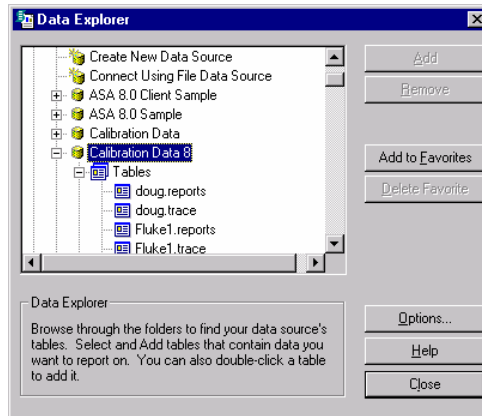 Data Explorer
Create New Data Source
Connect Using File Data Source
ASA 8.0 Client Sample
ASA 8.0 Sample
Calibration Data
Calibration Data 8
Tables
doug.reports
doug.trace
Fluke1.reports
Fluke1.trace
Add
Remove
Add to Favorites
Delete Favorite
Data Explorer
Browse through the folders to find your data source's
tables. Select and Add tables that contain data you
want to report on. You can also double-click a table
to add it.
Options...
Help
Close